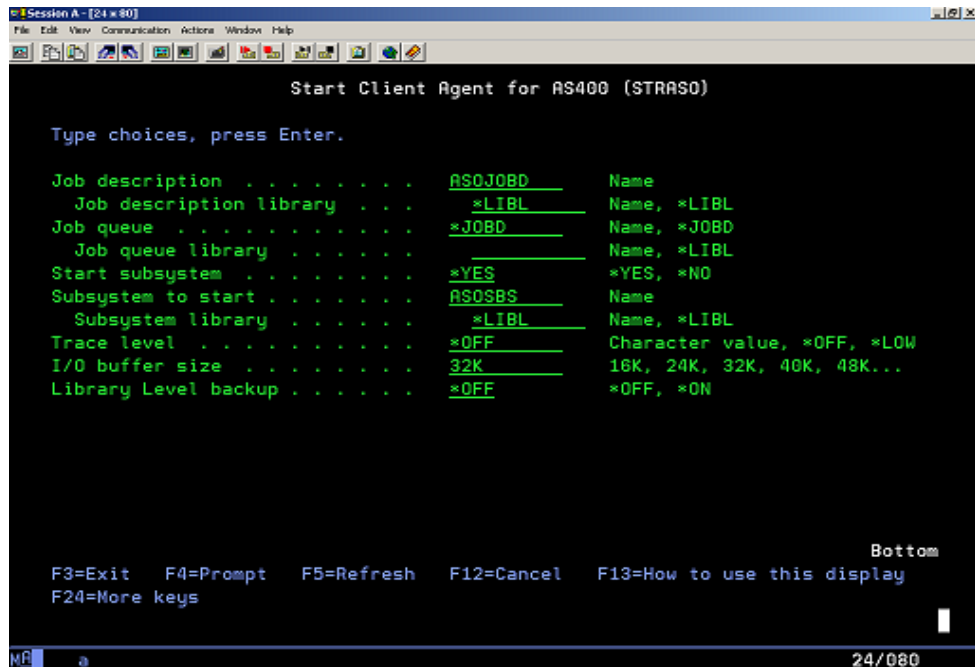 Session A - [24 x 80]
File Edit View Communication Actions Window Help
Start Client Agent for AS400 (STRASO)
Type choices, press Enter.
Job description . . . . . . . . ASOJOBD Name
Job description library . . . *LIBL Name, *LIBL
Job queue . . . . . . . . . . . *JOBD Name, *JOBD
Job queue library . . . . . . Name, *LIBL
Start subsystem . . . . . . . . *YES *YES, *NO
Subsystem to start . . . . . . . ASOSBS Name
Subsystem library . . . . . . *LIBL Name, *LIBL
Trace level . . . . . . . . . . *OFF Character value, *OFF, *LOW
I/O buffer size . . . . . . . . 32K 16K, 24K, 32K, 40K, 48K...
Library Level backup . . . . . . *OFF *OFF, *ON
Bottom
F3=Exit F4=Prompt F5=Refresh F12=Cancel F13=How to use this display
F24=More keys
MA a 24/080